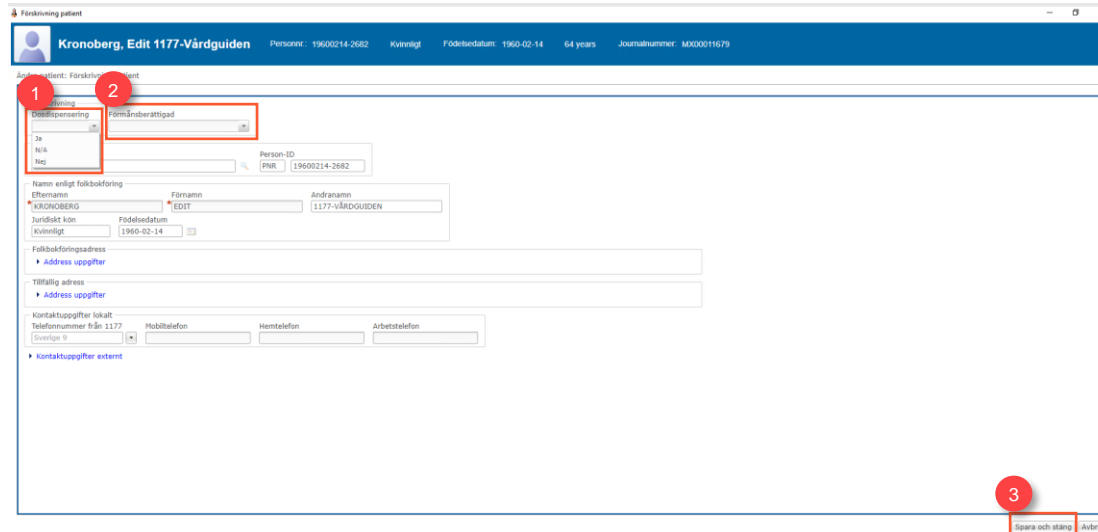 Förskrivning patient
Kronoberg, Edit 1177-Vårdguiden Personnr.: 19600214-2682 Kvinnligt Födelsedatum: 1960-02-14 64 years Journalnummer: MX00011679
patient: Förskrivning patient
1 2
Dosdispensering Förmånsberättigad
Ja
N/A
Nej
Person-ID
PNR 19600214-2682
Namn enligt folkbokföring
Efternamn Förnamn Andranamn
*KRONOBERG *EDIT 1177-VÅRDGUIDEN
Juridiskt kön Födelsedatum
Kvinnligt 1960-02-14
Folkbokföringsadress
Address uppgifter
Tillfällig adress
Address uppgifter
Kontaktuppgifter lokalt
Telefonnummer från 1177 Mobiltelefon Hemtelefon Arbetstelefon
Sverige 9
Kontaktuppgifter externt
3
Spara och stäng Avbr